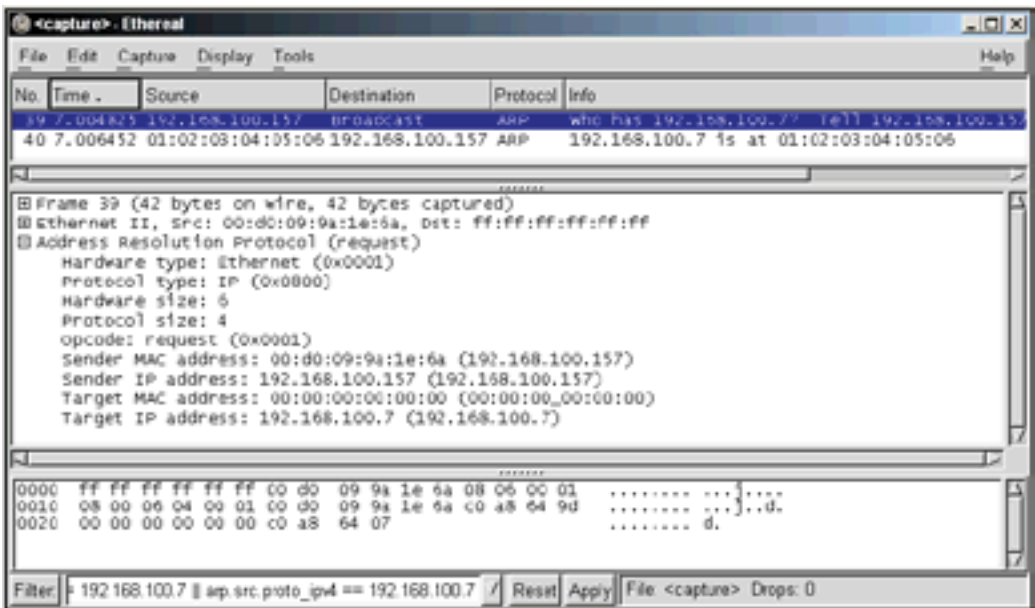 <capture> - Ethereal
File Edit Capture Display Tools Help
No. Time Source Destination Protocol Info
39 7.004825 192.168.100.157 Broadcast ARP who has 192.168.100.7? Tell 192.168.100.157
40 7.006452 01:02:03:04:05:06 192.168.100.157 ARP 192.168.100.7 is at 01:02:03:04:05:06
Frame 39 (42 bytes on wire, 42 bytes captured)
Ethernet II, Src: 00:d0:09:9a:1e:6a, Dst: ff:ff:ff:ff:ff:ff
Address Resolution Protocol (request)
Hardware type: Ethernet (0x0001)
Protocol type: IP (0x0800)
Hardware size: 6
Protocol size: 4
Opcode: request (0x0001)
Sender MAC address: 00:d0:09:9a:1e:6a (192.168.100.157)
Sender IP address: 192.168.100.157 (192.168.100.157)
Target MAC address: 00:00:00:00:00:00 (00:00:00_00:00:00)
Target IP address: 192.168.100.7 (192.168.100.7)
0000 ff ff ff ff ff ff 00 d0 09 9a 1e 6a 08 06 00 01 ........ ...j....
0010 08 00 06 04 00 01 00 d0 09 9a 1e 6a c0 a8 64 9d ........ ...j..d.
0020 00 00 00 00 00 00 c0 a8 64 07 ........ d.
Filter: = 192.168.100.7 || arp.src.proto_ipv4 == 192.168.100.7 / Reset Apply File: <capture> Drops: 0